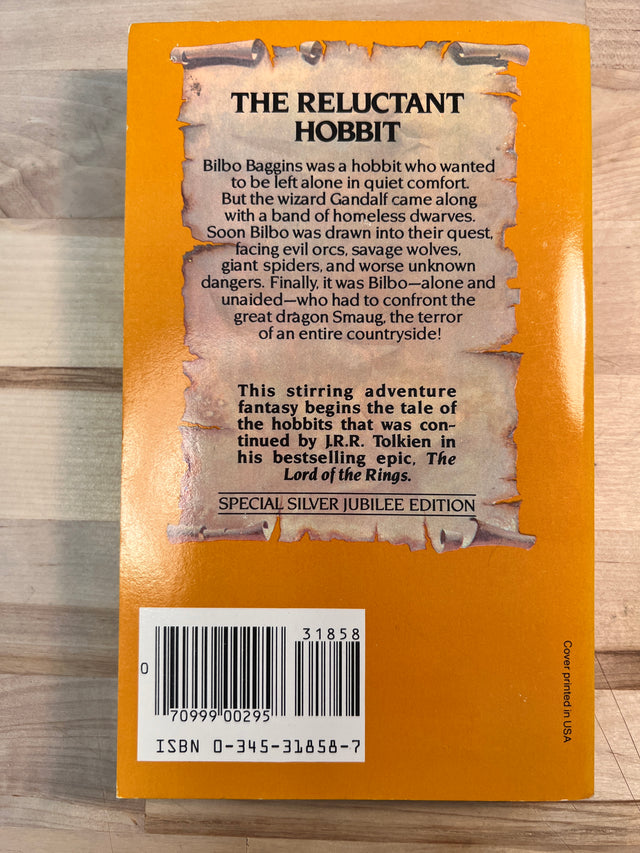 THE RELUCTANT
HOBBIT
Bilbo Baggins was a hobbit who wanted
to be left alone in quiet comfort.
But the wizard Gandalf came along
with a band of homeless dwarves.
Soon Bilbo was drawn into their quest,
facing evil orcs, savage wolves,
giant spiders, and worse unknown
dangers. Finally, it was Bilbo—alone and
unaided—who had to confront the
great dragon Smaug, the terror
of an entire countryside!
This stirring adventure
fantasy begins the tale of
the hobbits that was con-
tinued by J.R.R. Tolkien in
his bestselling epic, The
Lord of the Rings.
SPECIAL SILVER JUBILEE EDITION
31858
0
70999 00295
ISBN 0-345-31858-7
Cover printed in USA